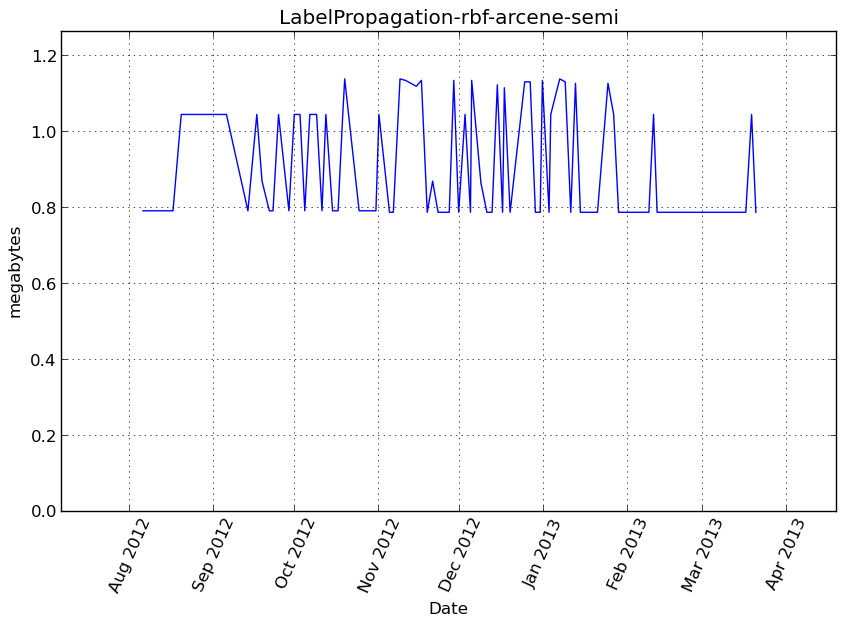 LabelPropagation-rbf-arcene-semi
megabytes
1.2
1.0
0.8
0.6
0.4
0.2
0.0
Aug 2012
Sep 2012
Oct 2012
Nov 2012
Dec 2012
Jan 2013
Feb 2013
Mar 2013
Apr 2013
Date